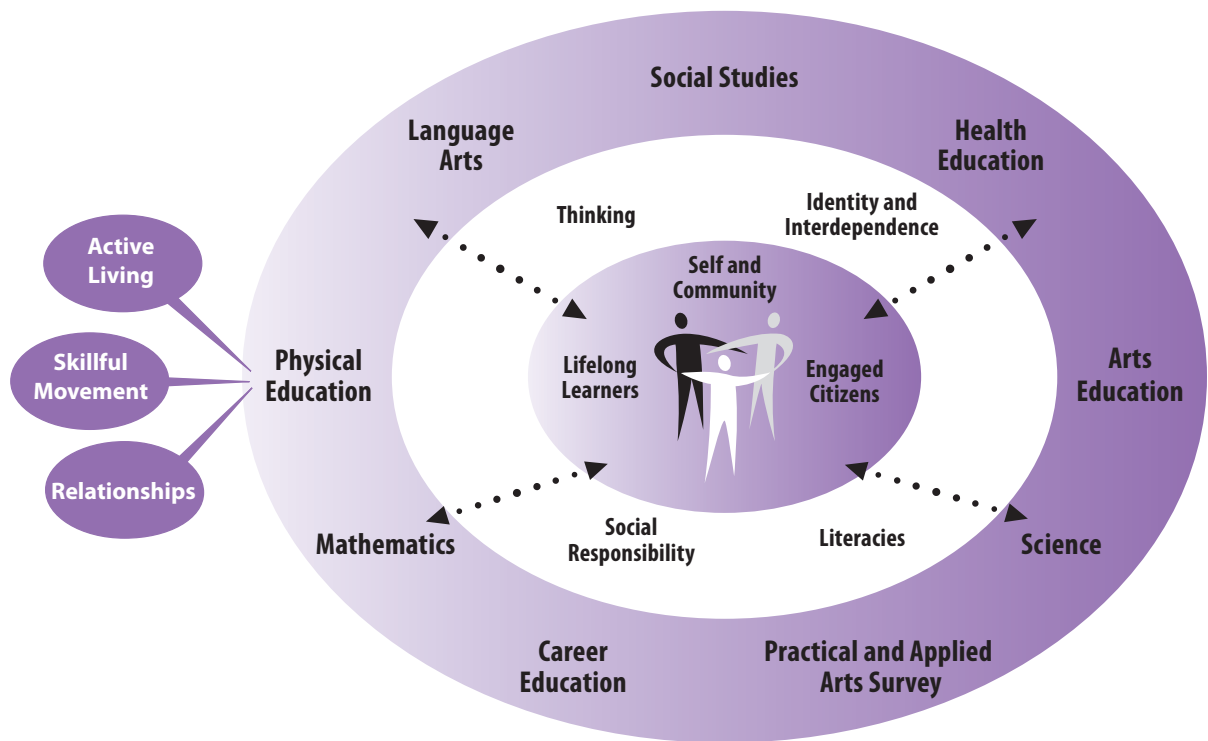 Social Studies
Language
Arts
Health
Education
Thinking
Identity and
Interdependence
Active
Living
Self and
Community
Skillful
Movement
Physical
Education
Lifelong
Learners
Engaged
Citizens
Arts
Education
Relationships
Mathematics
Social
Responsibility
Literacies
Science
Career
Education
Practical and Applied
Arts Survey